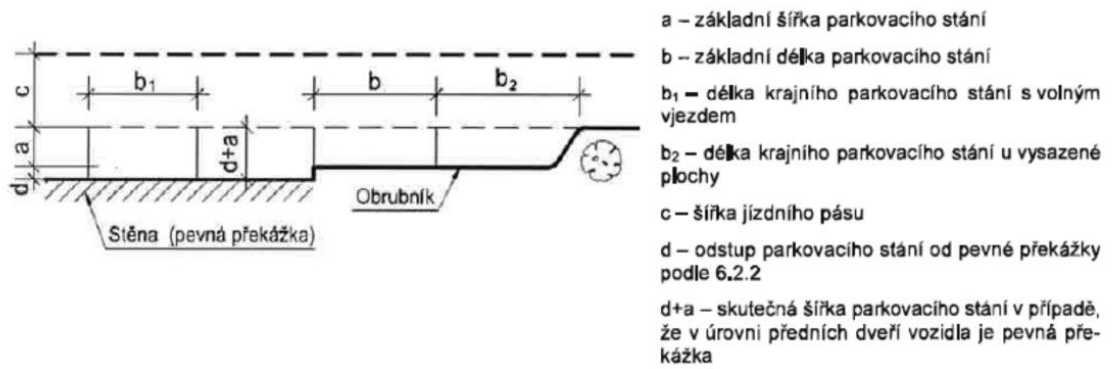 c
b₁
b
b₂
a
d+a
d
Obrubník
Stěna (pevná překážka)
a – základní šířka parkovacího stání
b – základní délka parkovacího stání
b₁ – délka krajního parkovacího stání s volným
vjezdem
b₂ – délka krajního parkovacího stání u vysazené
plochy
c – šířka jízdního pásu
d – odstup parkovacího stání od pevné překážky
podle 6.2.2
d+a – skutečná šířka parkovacího stání v případě,
že v úrovni předních dveří vozidla je pevná pře-
kážka